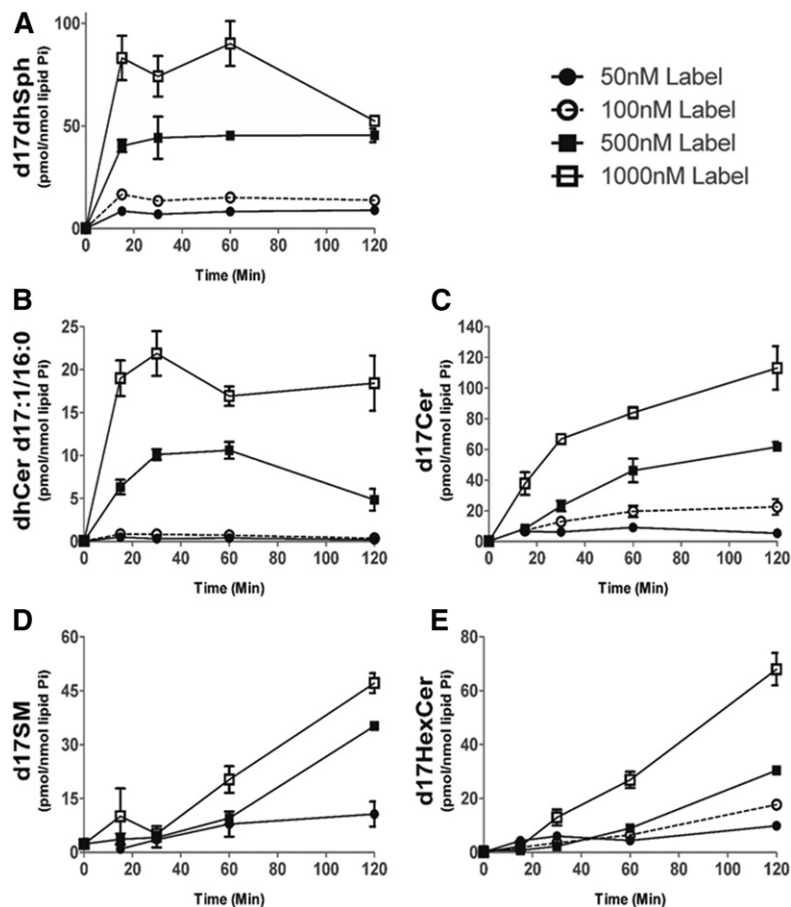 A
d17dhSph
(pmol/nmol lipid Pi)
100
50
0
0 20 40 60 80 100 120
Time (Min)
50nM Label
100nM Label
500nM Label
1000nM Label
B
dhCer d17:1/16:0
(pmol/nmol lipid Pi)
25
20
15
10
5
0
0 20 40 60 80 100 120
Time (Min)
C
d17Cer
(pmol/nmol lipid Pi)
140
120
100
80
60
40
20
0
0 20 40 60 80 100 120
Time (Min)
D
d17SM
(pmol/nmol lipid Pi)
60
45
30
15
0
0 20 40 60 80 100 120
Time (Min)
E
d17HexCer
(pmol/nmol lipid Pi)
80
60
40
20
0
0 20 40 60 80 100 120
Time (Min)